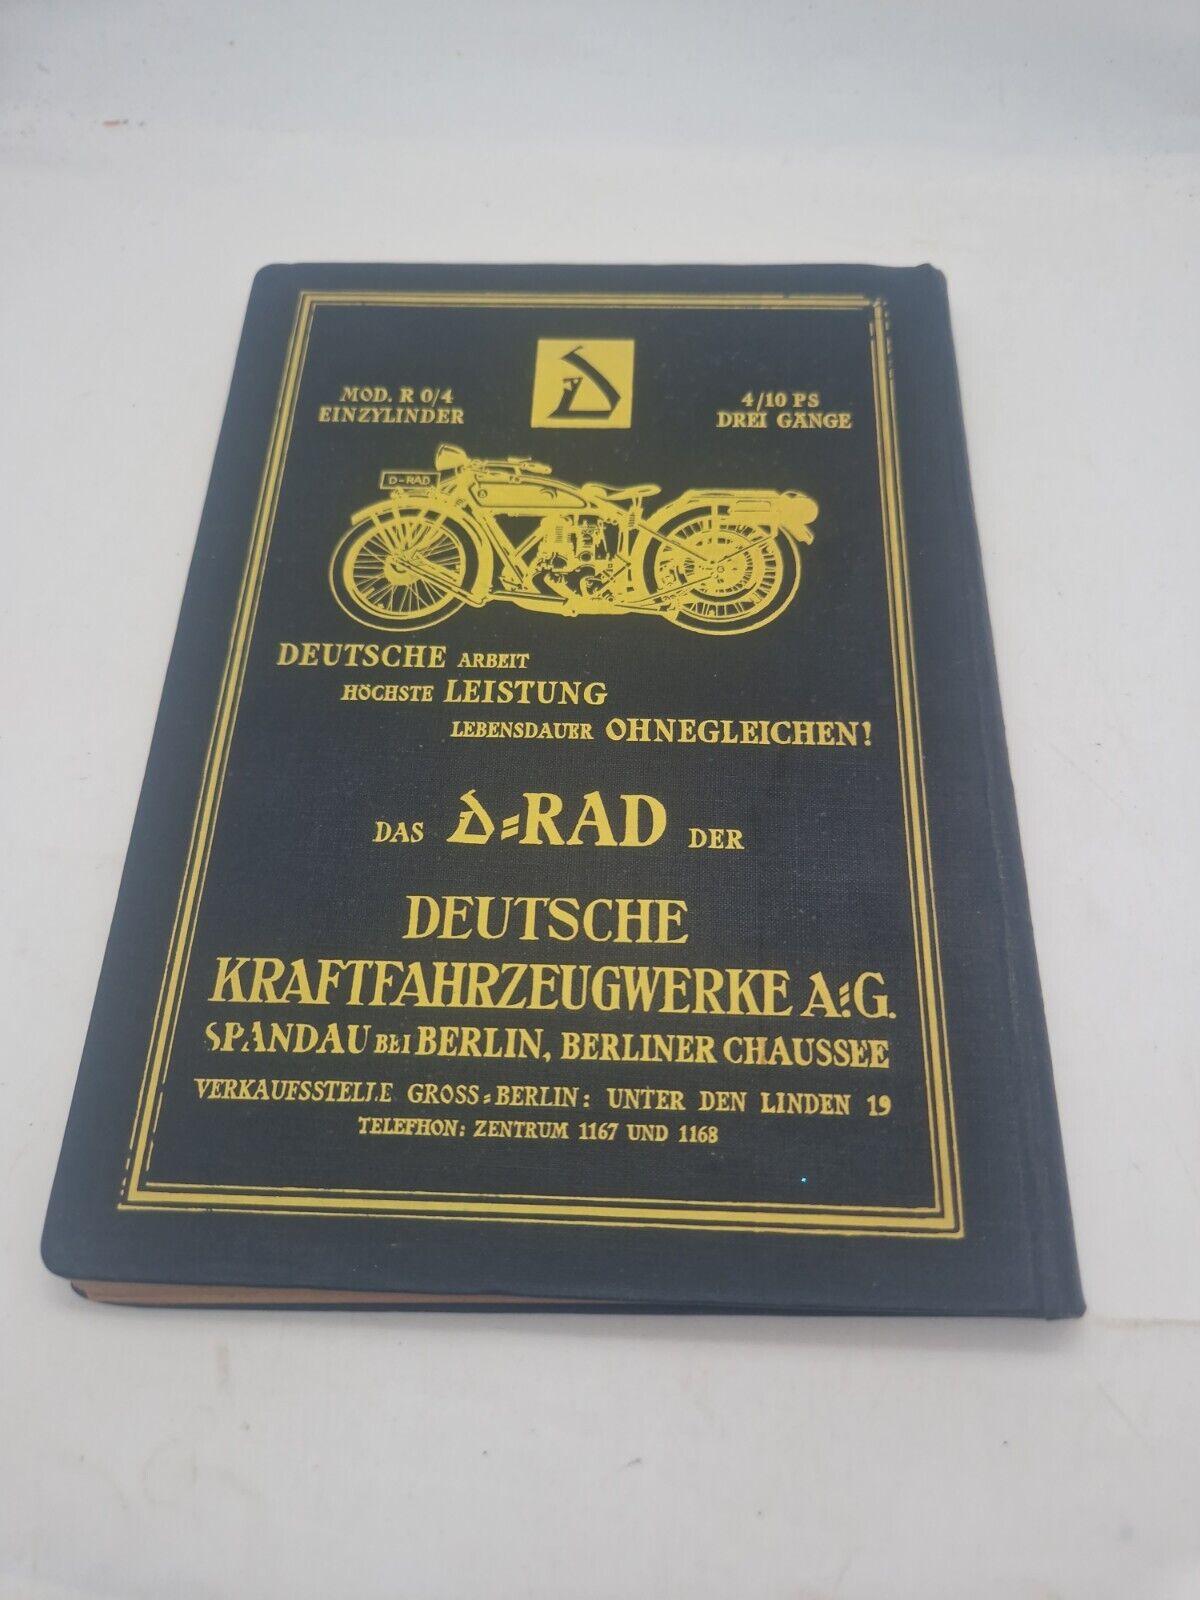 MOD. R 0/4
EINZYLINDER
4/10 PS
DREI GÄNGE
D-RAD
DEUTSCHE ARBEIT
HÖCHSTE LEISTUNG
LEBENSDAUER OHNEGLEICHEN!
DAS D=RAD DER
DEUTSCHE
KRAFTFAHRZEUGWERKE A=G.
SPANDAU BEI BERLIN, BERLINER CHAUSSEE
VERKAUFSSTELLE GROSS=BERLIN: UNTER DEN LINDEN 19
TELEFHON: ZENTRUM 1167 UND 1168